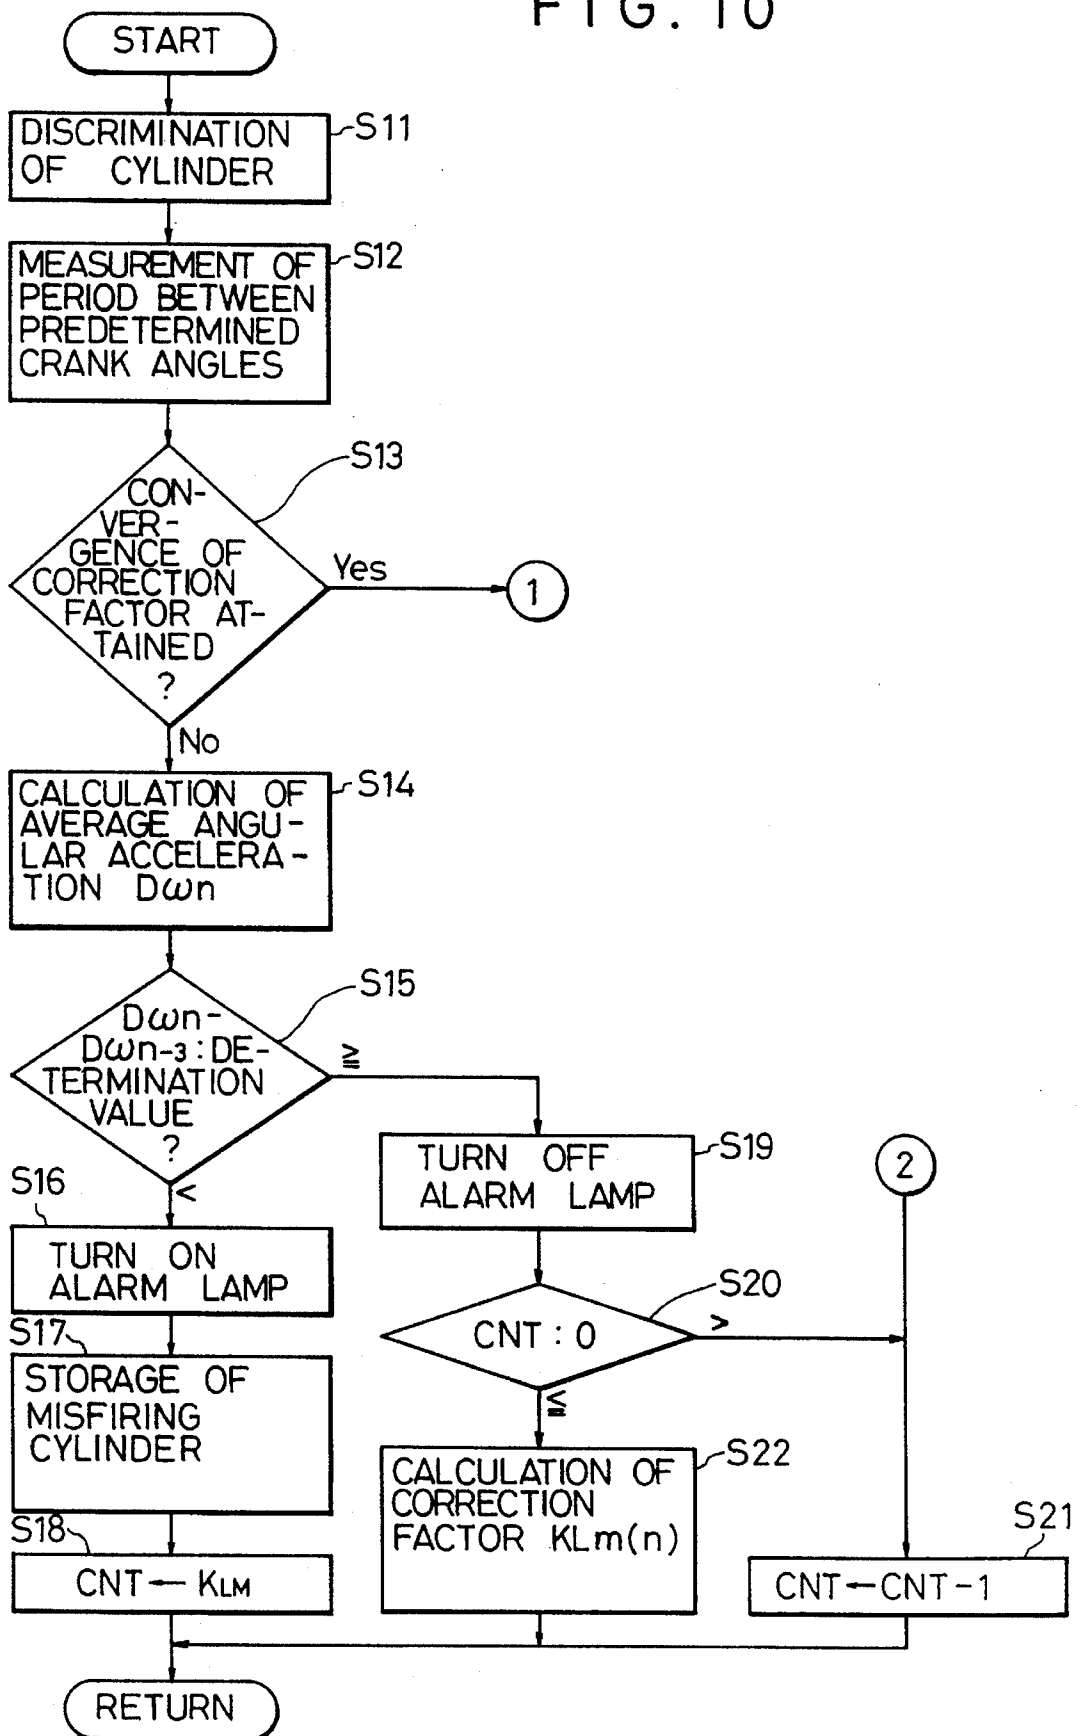 FIG. 10
START
DISCRIMINATION
OF CYLINDER
S11
MEASUREMENT OF
PERIOD BETWEEN
PREDETERMINED
CRANK ANGLES
S12
CON-
VER-
GENCE OF
CORRECTION
FACTOR AT-
TAINED
?
S13
Yes
1
No
CALCULATION OF
AVERAGE ANGU-
LAR ACCELERA-
TION Dωn
S14
Dωn-
Dωn-3:DE-
TERMINATION
VALUE
?
S15
≧
<
S16
TURN ON
ALARM LAMP
S17
STORAGE OF
MISFIRING
CYLINDER
S18
CNT←KLM
TURN OFF
ALARM LAMP
S19
CNT:0
S20
>
≦
CALCULATION OF
CORRECTION
FACTOR KLm(n)
S22
2
S21
CNT←CNT-1
RETURN